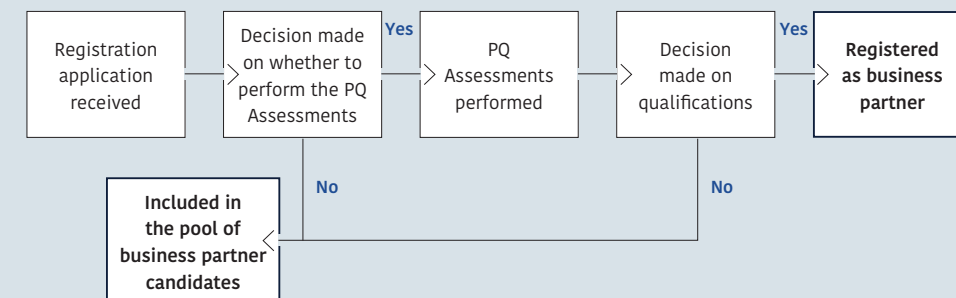 Registration
application
received
Decision made
on whether to
perform the PQ
Assessments
Yes
PQ
Assessments
performed
Decision
made on
qualifications
Yes
Registered
as business
partner
No
No
Included in
the pool of
business partner
candidates